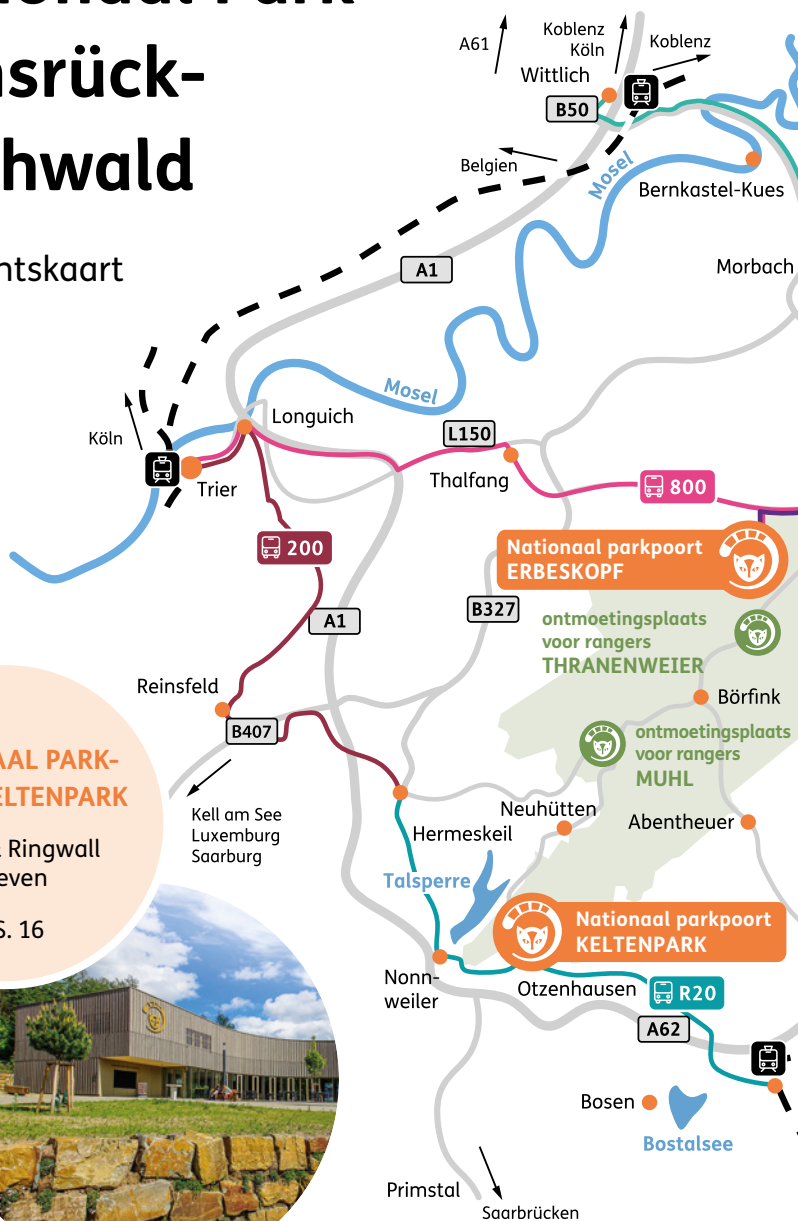 Park
-
hwald
ntskaart
A61
Koblenz
Köln
Koblenz
Wittlich
B50
Belgien
Mosel
Bernkastel-Kues
A1
Morbach
Mosel
Köln
Longuich
L150
Trier
Thalfang
800
200
Nationaal parkpoort
ERBESKOPF
B327
A1
ontmoetingsplaats
voor rangers
THRANENWEIER
Reinsfeld
Börfink
B407
ontmoetingsplaats
voor rangers
MUHL
AAL PARK-
ELTENPARK
Ringwall
even
S. 16
Kell am See
Luxemburg
Saarburg
Neuhütten
Abentheuer
Hermeskeil
Talsperre
Nationaal parkpoort
KELTENPARK
Nonn-
weiler
Otzenhausen
R20
A62
Bosen
Bostalsee
Primstal
Saarbrücken